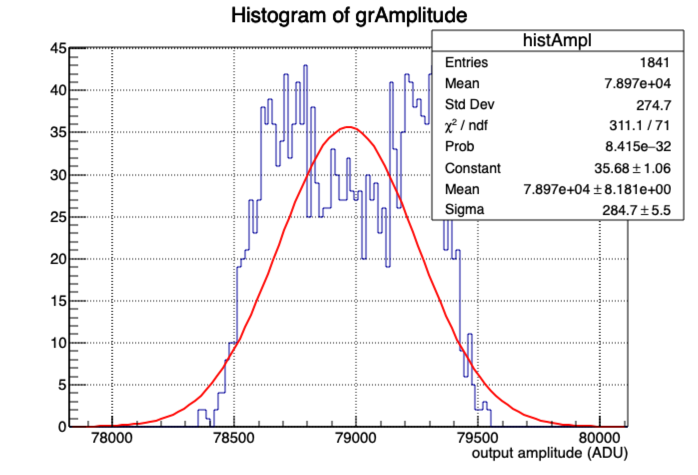 Histogram of grAmplitude
histAmpl
Entries 1841
Mean 7.897e+04
Std Dev 274.7
χ² / ndf 311.1 / 71
Prob 8.415e−32
Constant 35.68 ± 1.06
Mean 7.897e+04 ± 8.181e+00
Sigma 284.7 ± 5.5
45
40
35
30
25
20
15
10
5
0
78000 78500 79000 79500 80000
output amplitude (ADU)